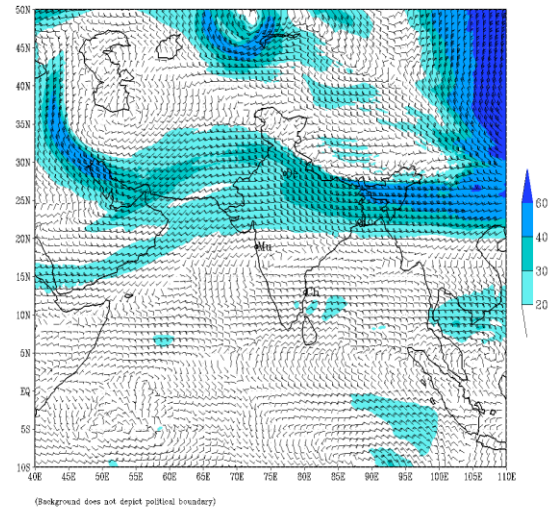 50N
45N
40N
35N
30N
25N
20N
15N
10N
5N
EQ
5S
10S
60
40
30
20
Mu
Ch
40E 45E 50E 55E 60E 65E 70E 75E 80E 85E 90E 95E 100E 105E 110E
(Background does not depict political boundary)